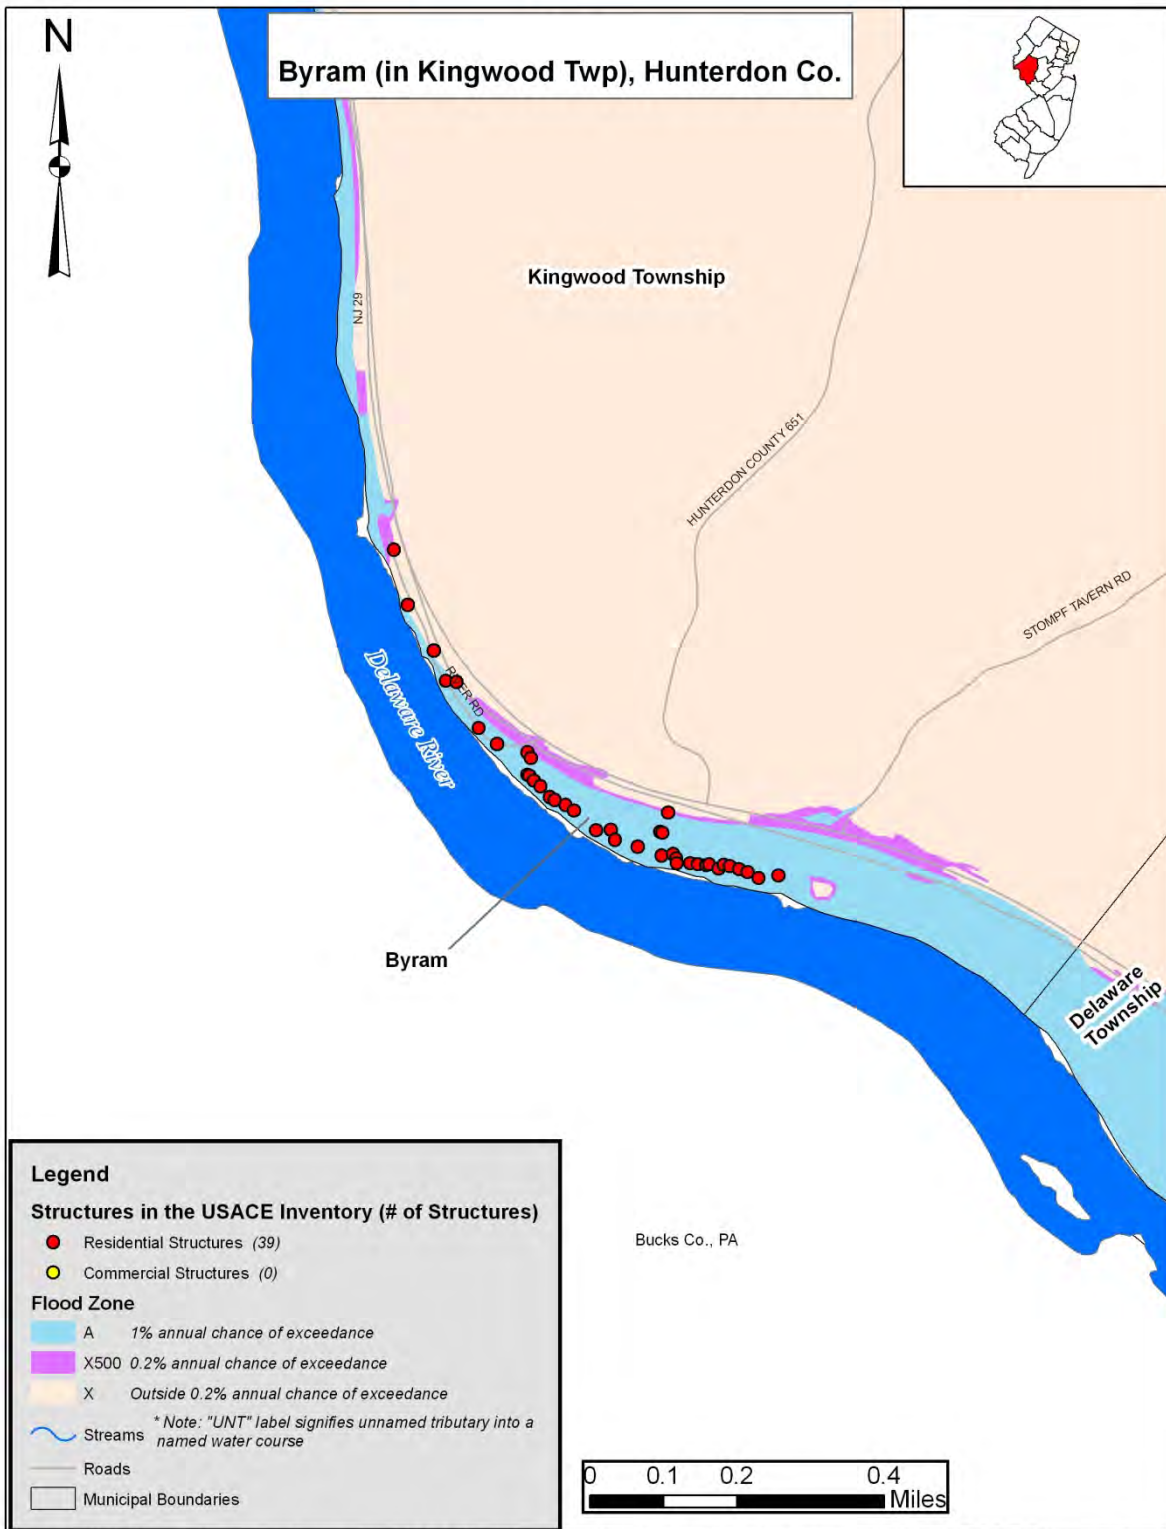 N
Byram (in Kingwood Twp), Hunterdon Co.
Kingwood Township
NJ 29
HUNTERDON COUNTY 651
STOMPF TAVERN RD
RIVER RD
Delaware River
Byram
Delaware
Township
Bucks Co., PA
Legend
Structures in the USACE Inventory (# of Structures)
Residential Structures (39)
Commercial Structures (0)
Flood Zone
A 1% annual chance of exceedance
X500 0.2% annual chance of exceedance
X Outside 0.2% annual chance of exceedance
Streams * Note: "UNT" label signifies unnamed tributary into a
named water course
Roads
Municipal Boundaries
0 0.1 0.2 0.4
Miles